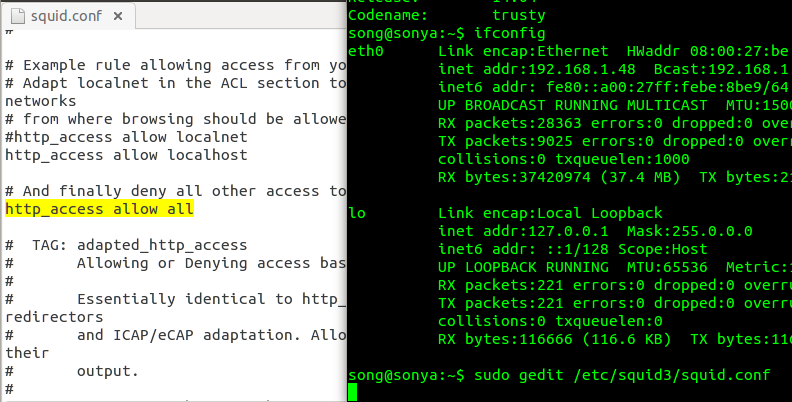 squid.conf
#
# Example rule allowing access from yo
# Adapt localnet in the ACL section to
networks
# from where browsing should be allowe
#http_access allow localnet
http_access allow localhost
# And finally deny all other access to
http_access allow all
# TAG: adapted_http_access
# Allowing or Denying access bas
#
# Essentially identical to http_
redirectors
# and ICAP/eCAP adaptation. Allo
their
# output.
#
Codename: trusty
song@sonya:~$ ifconfig
eth0 Link encap:Ethernet HWaddr 08:00:27:be
inet addr:192.168.1.48 Bcast:192.168.1
inet6 addr: fe80::a00:27ff:febe:8be9/64
UP BROADCAST RUNNING MULTICAST MTU:1500
RX packets:28363 errors:0 dropped:0 over
TX packets:9025 errors:0 dropped:0 overr
collisions:0 txqueuelen:1000
RX bytes:37420974 (37.4 MB) TX bytes:21
lo Link encap:Local Loopback
inet addr:127.0.0.1 Mask:255.0.0.0
inet6 addr: ::1/128 Scope:Host
UP LOOPBACK RUNNING MTU:65536 Metric:1
RX packets:221 errors:0 dropped:0 overru
TX packets:221 errors:0 dropped:0 overru
collisions:0 txqueuelen:0
RX bytes:116666 (116.6 KB) TX bytes:116
song@sonya:~$ sudo gedit /etc/squid3/squid.conf